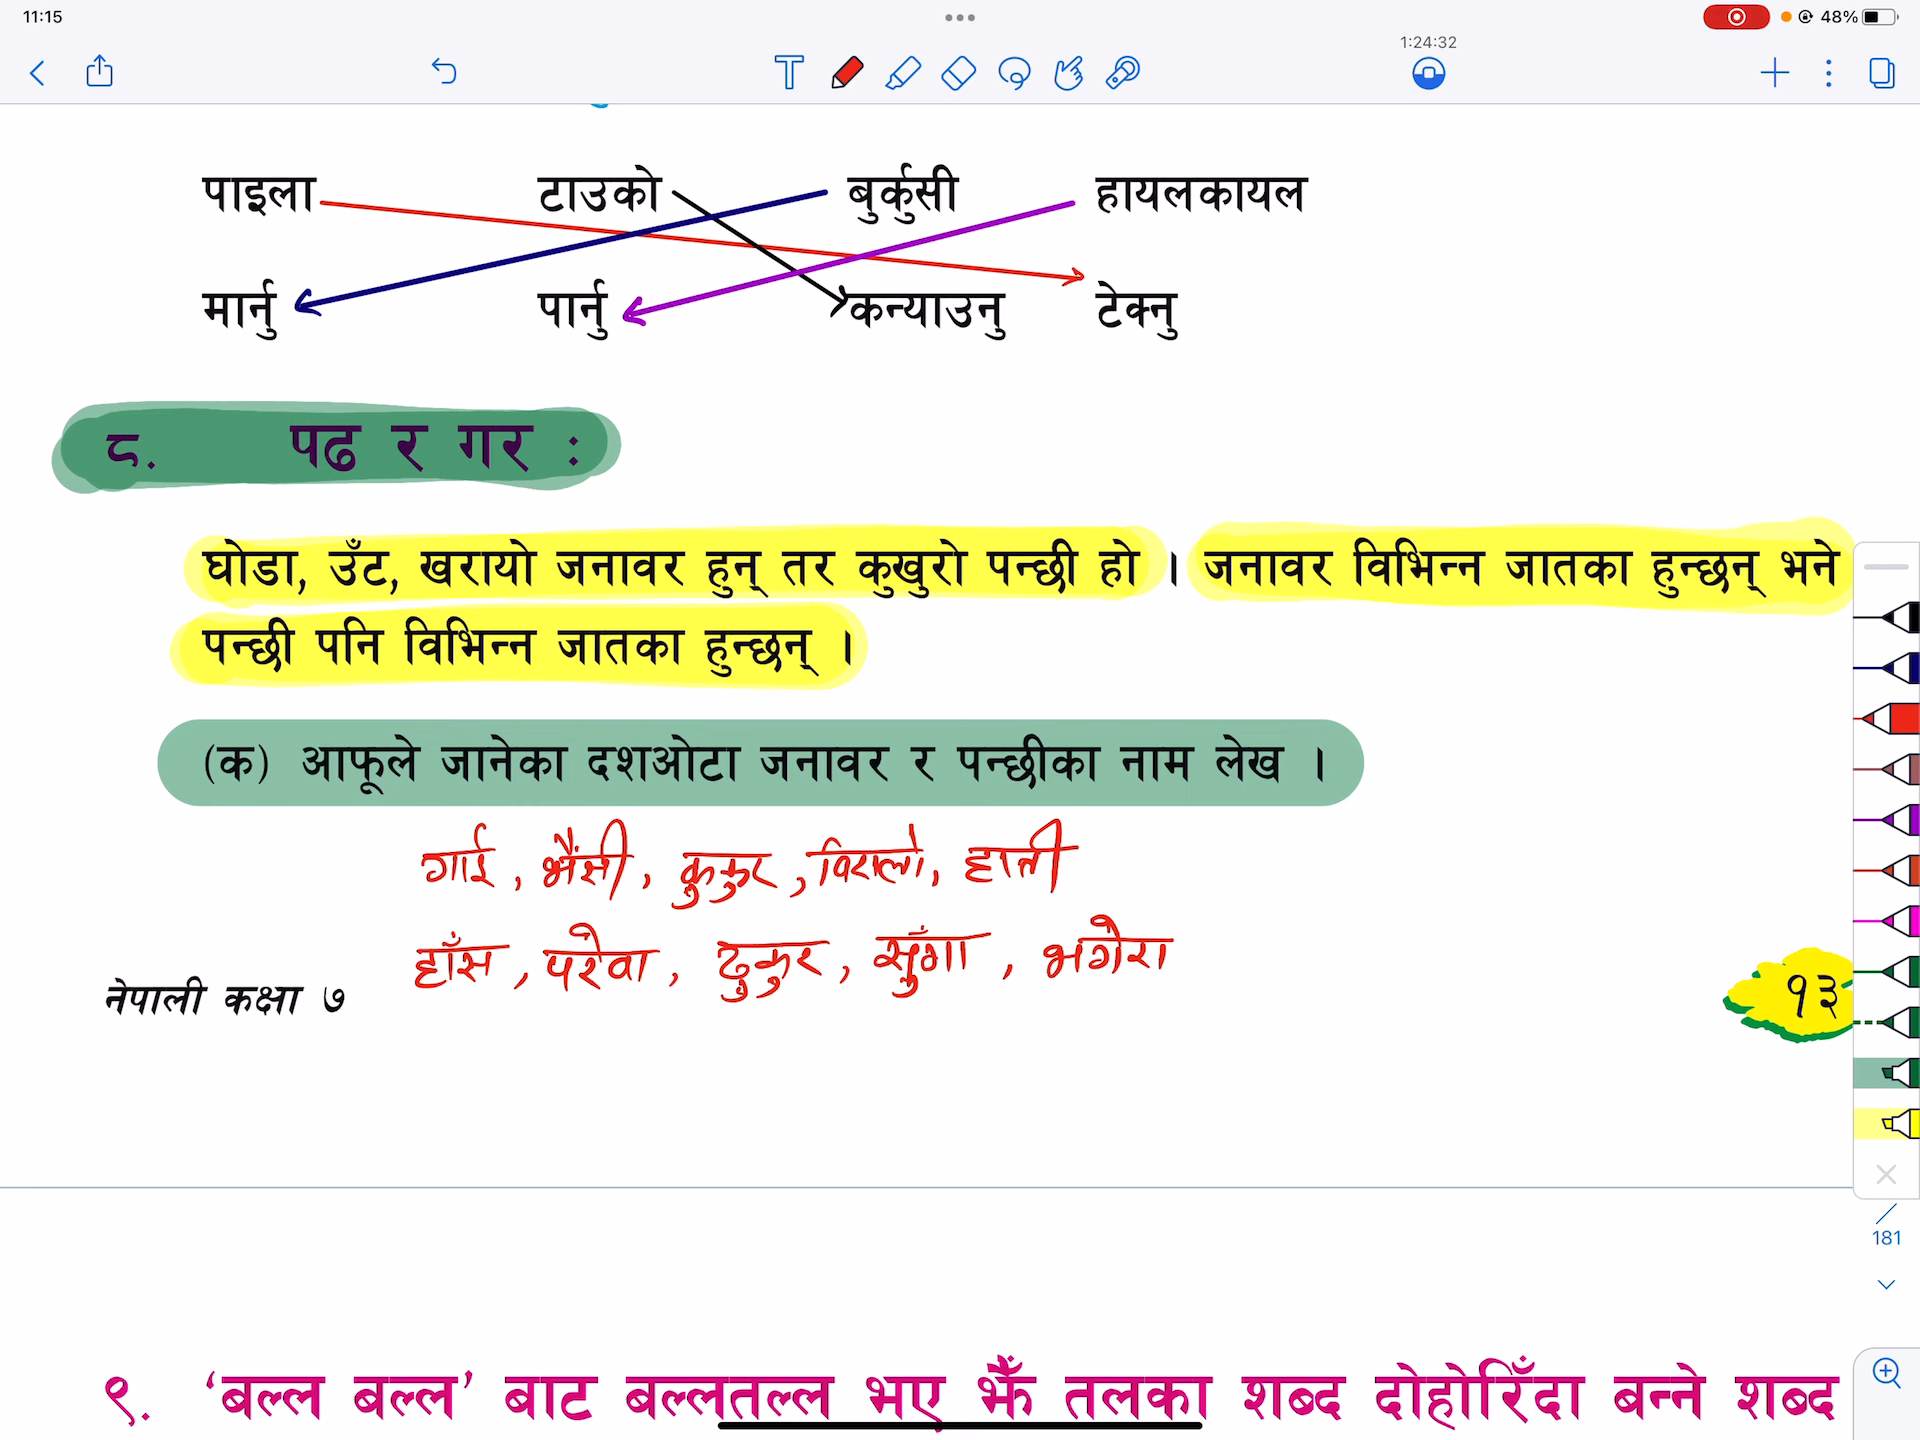 11:15
48%
1:24:32
पाइला टाउको बुर्कुसी हायलकायल
मार्नु पार्नु कन्याउनु टेक्नु
८. पढ र गर :
घोडा, उँट, खरायो जनावर हुन् तर कुखुरो पन्छी हो । जनावर विभिन्न जातका हुन्छन् भने
पन्छी पनि विभिन्न जातका हुन्छन् ।
(क) आफूले जानेका दशओटा जनावर र पन्छीका नाम लेख ।
गाई, भैंसी, कुकुर, विरालो, हात्ती
हाँस, परेवा, ढुकुर, सुँगा, भगेरा
नेपाली कक्षा ७
१३
181
९. ‘बल्ल बल्ल’ बाट बल्लतल्ल भए झैँ तलका शब्द दोहोरिँदा बन्ने शब्द